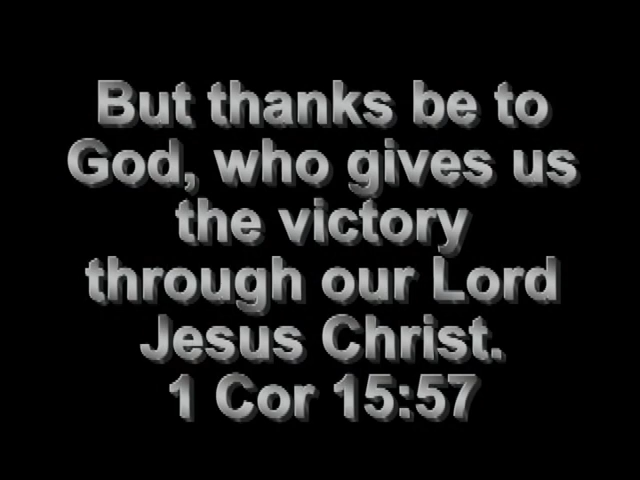 But thanks be to
God, who gives us
the victory
through our Lord
Jesus Christ.
1 Cor 15:57